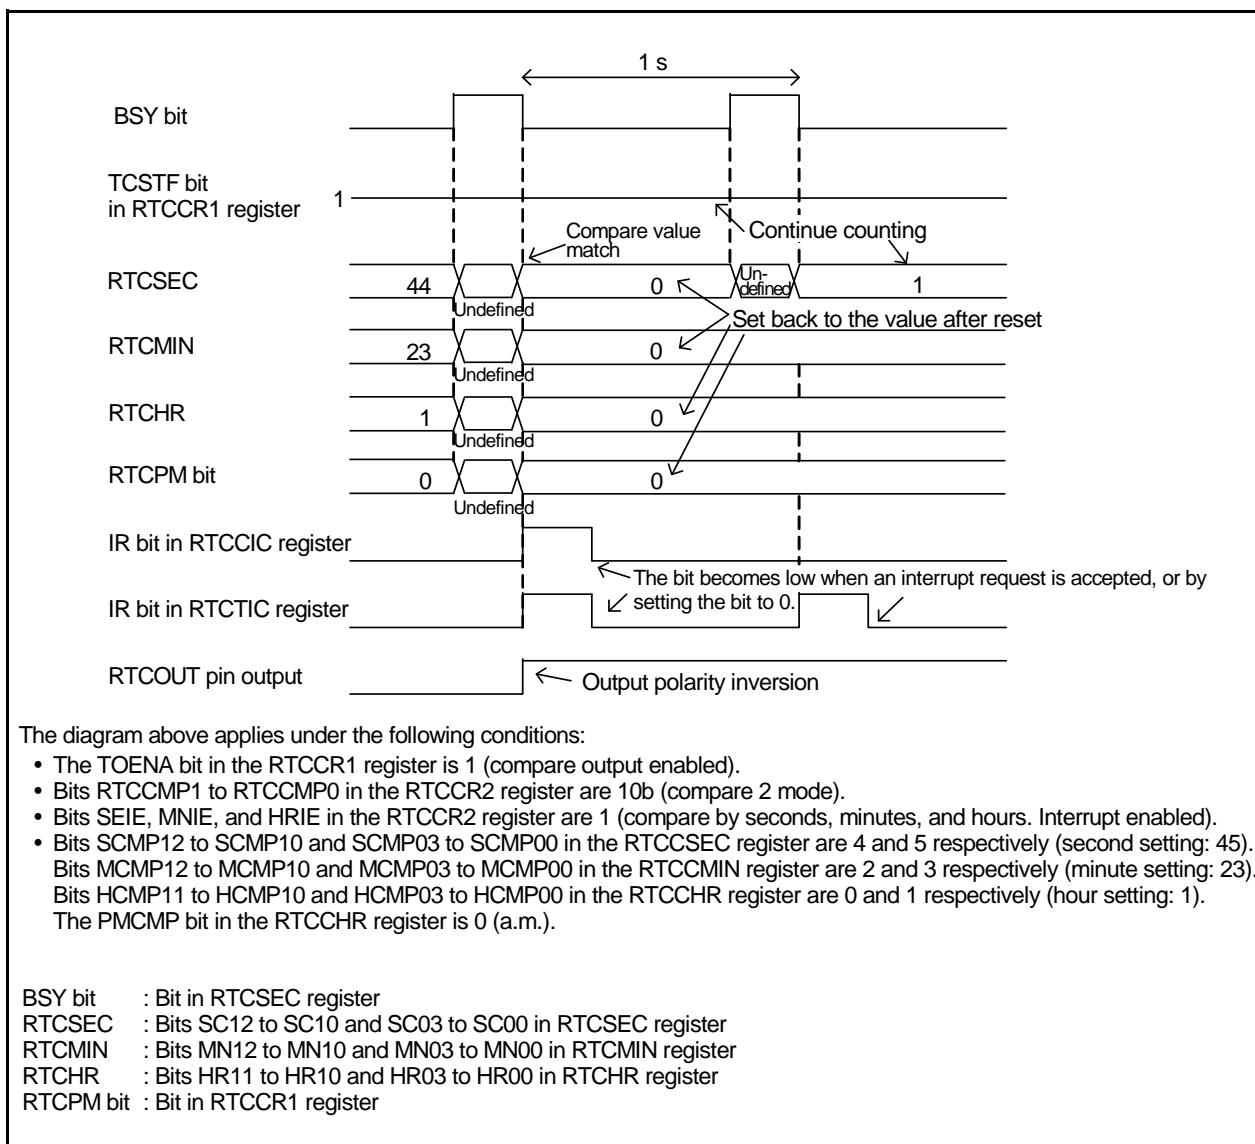 1 s
BSY bit
TCSTF bit
in RTCCR1 register
1
Continue counting
Compare value
match
RTCSEC
44
Undefined
0
Un-
defined
1
Set back to the value after reset
RTCMIN
23
Undefined
0
RTCHR
1
Undefined
0
RTCPM bit
0
Undefined
0
IR bit in RTCCIC register
The bit becomes low when an interrupt request is accepted, or by
setting the bit to 0.
IR bit in RTCTIC register
RTCOUT pin output
Output polarity inversion
The diagram above applies under the following conditions:
• The TOENA bit in the RTCCR1 register is 1 (compare output enabled).
• Bits RTCCMP1 to RTCCMP0 in the RTCCR2 register are 10b (compare 2 mode).
• Bits SEIE, MNIE, and HRIE in the RTCCR2 register are 1 (compare by seconds, minutes, and hours. Interrupt enabled).
• Bits SCMP12 to SCMP10 and SCMP03 to SCMP00 in the RTCCSEC register are 4 and 5 respectively (second setting: 45).
Bits MCMP12 to MCMP10 and MCMP03 to MCMP00 in the RTCCMIN register are 2 and 3 respectively (minute setting: 23).
Bits HCMP11 to HCMP10 and HCMP03 to HCMP00 in the RTCCHR register are 0 and 1 respectively (hour setting: 1).
The PMCMP bit in the RTCCHR register is 0 (a.m.).
BSY bit : Bit in RTCSEC register
RTCSEC : Bits SC12 to SC10 and SC03 to SC00 in RTCSEC register
RTCMIN : Bits MN12 to MN10 and MN03 to MN00 in RTCMIN register
RTCHR : Bits HR11 to HR10 and HR03 to HR00 in RTCHR register
RTCPM bit : Bit in RTCCR1 register